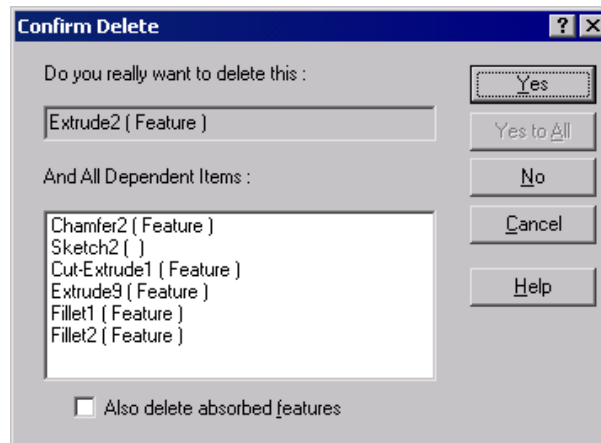 Confirm Delete
Do you really want to delete this :
Extrude2 ( Feature )
And All Dependent Items :
Chamfer2 ( Feature )
Sketch2 (  )
Cut-Extrude1 ( Feature )
Extrude9 ( Feature )
Fillet1 ( Feature )
Fillet2 ( Feature )
Also delete absorbed features
Yes
Yes to All
No
Cancel
Help